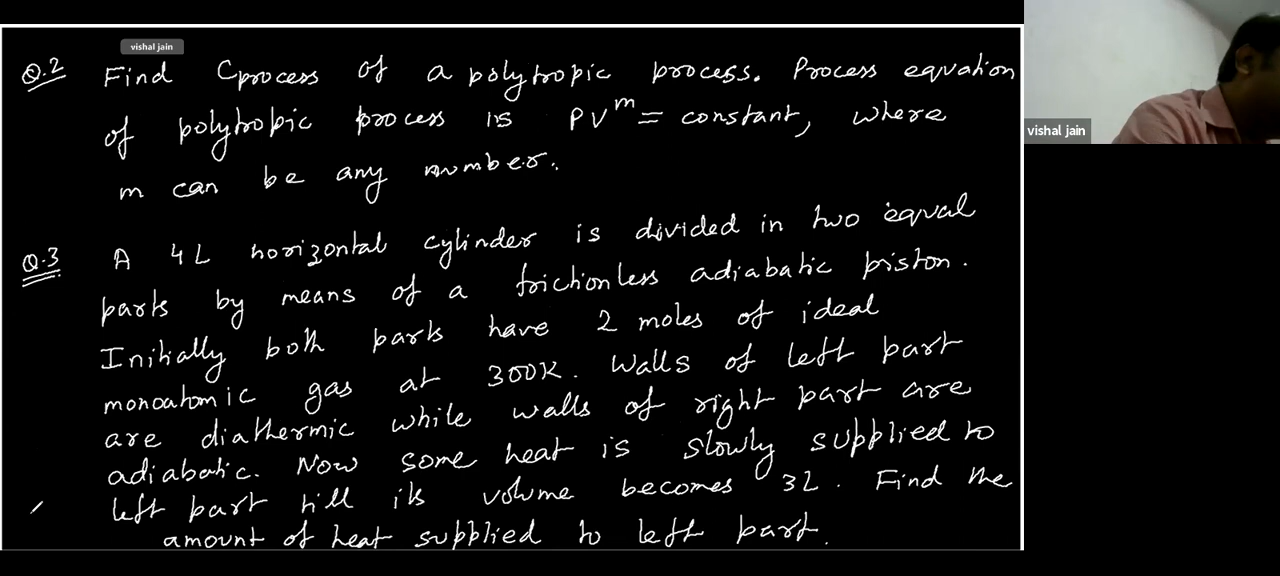 vishal jain
Q.2 Find Cprocess of a polytropic process. Process equation
of polytropic process is PV^m = constant, where
m can be any number.
Q.3 A 4L horizontal cylinder is divided in two equal
parts by means of a frictionless adiabatic piston.
Initially both parts have 2 moles of ideal
monoatomic gas at 300K. Walls of left part
are diathermic while walls of right part are
adiabatic. Now some heat is slowly supplied to
left part till its volume becomes 3L. Find the
amount of heat supplied to left part.
vishal jain